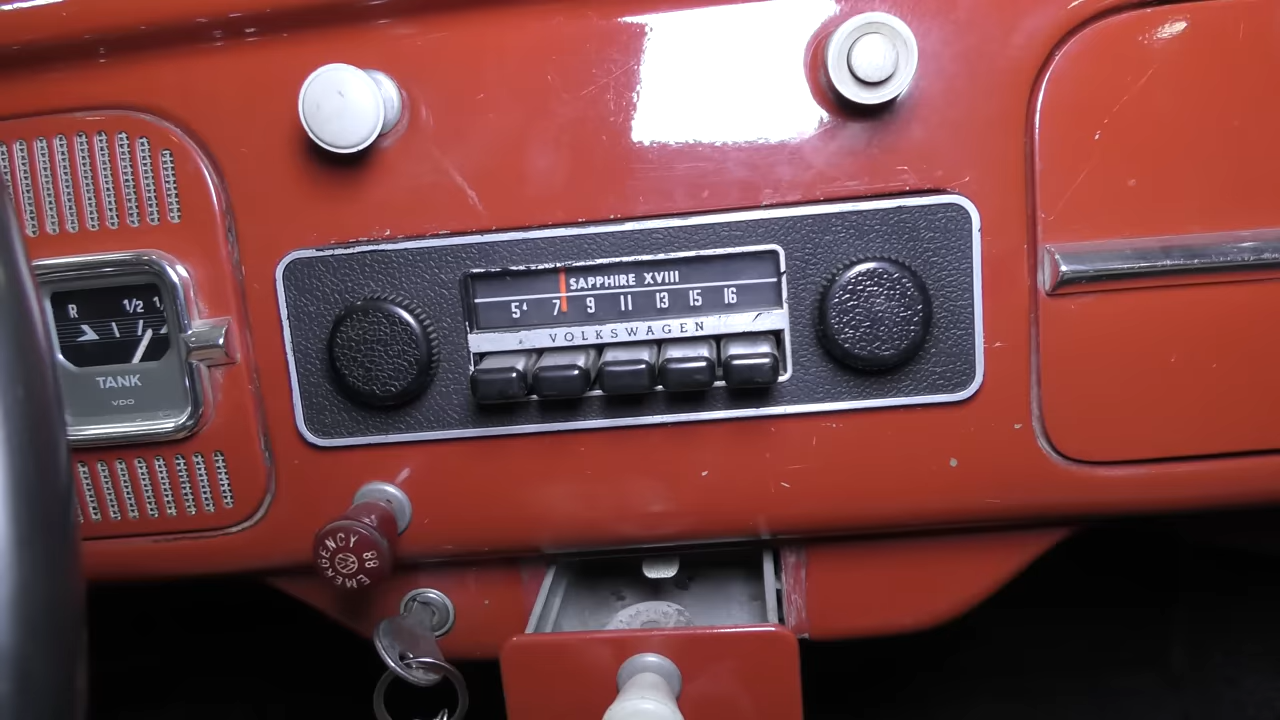 R 1/2 1/
TANK
VDO
SAPPHIRE XVIII
5⁴ 7 9 11 13 15 16
VOLKSWAGEN
EMERGENCY 88